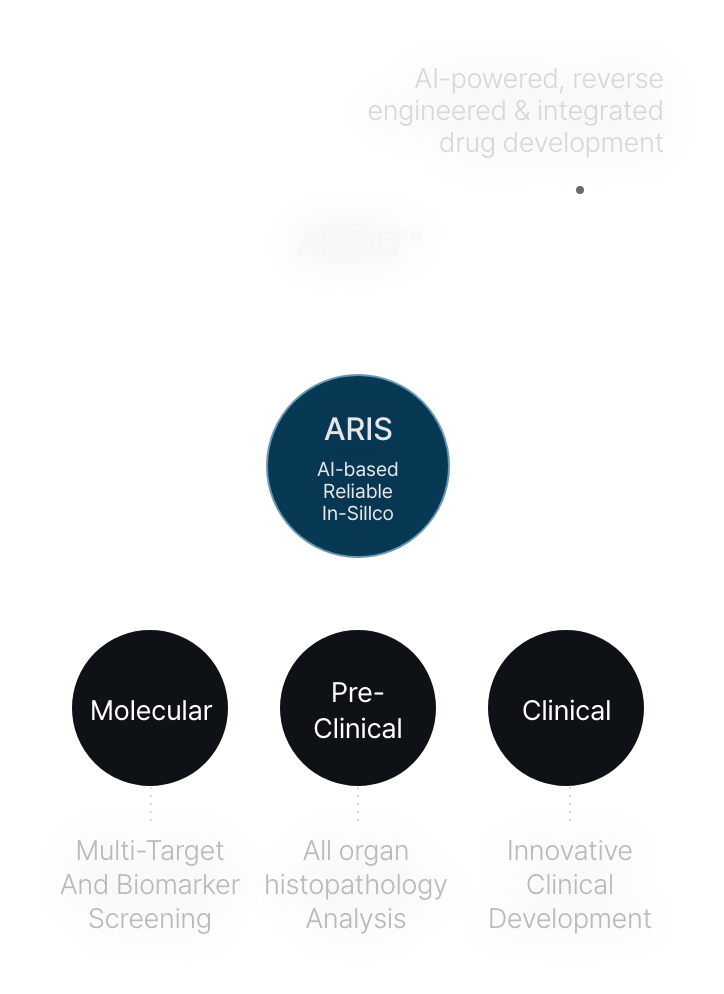 AI-powered, reverse
engineered & integrated
drug development
ARIS
AI-based
Reliable
In-Sillco
Molecular
Pre-
Clinical
Clinical
Multi-Target
And Biomarker
Screening
All organ
histopathology
Analysis
Innovative
Clinical
Development